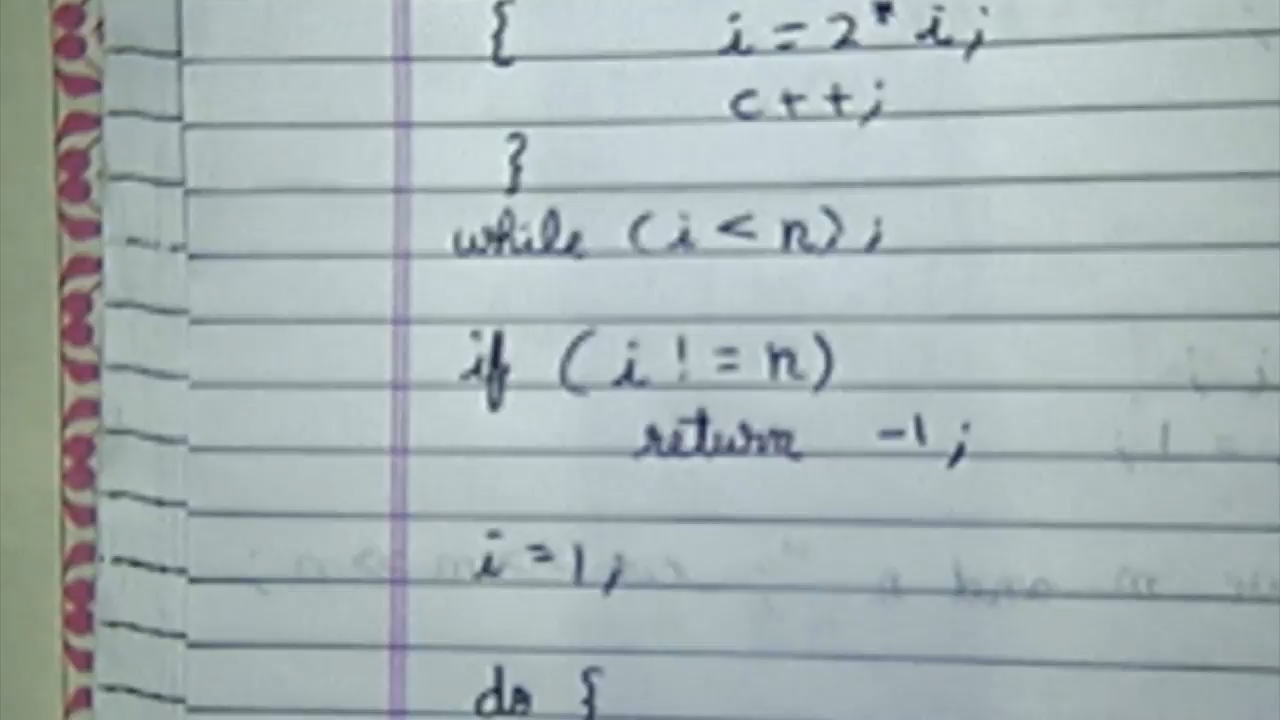 { i = 2 * i;
c++;
}
while (i < n);
if (i != n)
return -1;
i = 1;
do {